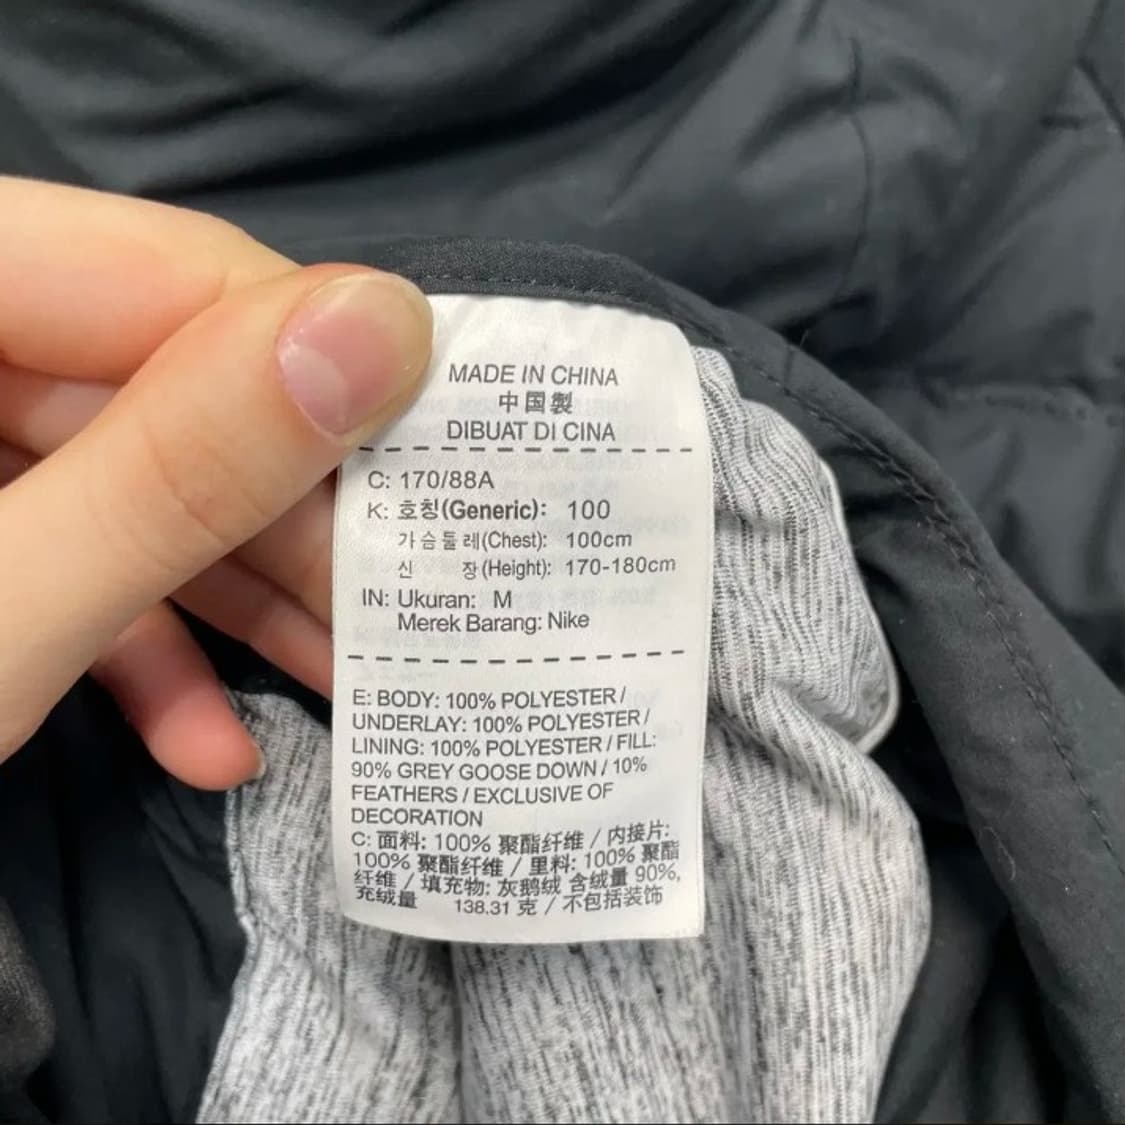 MADE IN CHINA
中国製
DIBUAT DI CINA
C: 170/88A
K: 호칭(Generic): 100
가슴둘레(Chest): 100cm
신 장(Height): 170-180cm
IN: Ukuran: M
Merek Barang: Nike
E: BODY: 100% POLYESTER /
UNDERLAY: 100% POLYESTER /
LINING: 100% POLYESTER / FILL:
90% GREY GOOSE DOWN / 10%
FEATHERS / EXCLUSIVE OF
DECORATION
C: 面料: 100% 聚酯纤维 / 内接片:
100% 聚酯纤维 / 里料: 100% 聚酯
纤维 / 填充物: 灰鹅绒 含绒量 90%,
充绒量 138.31 克 / 不包括装饰